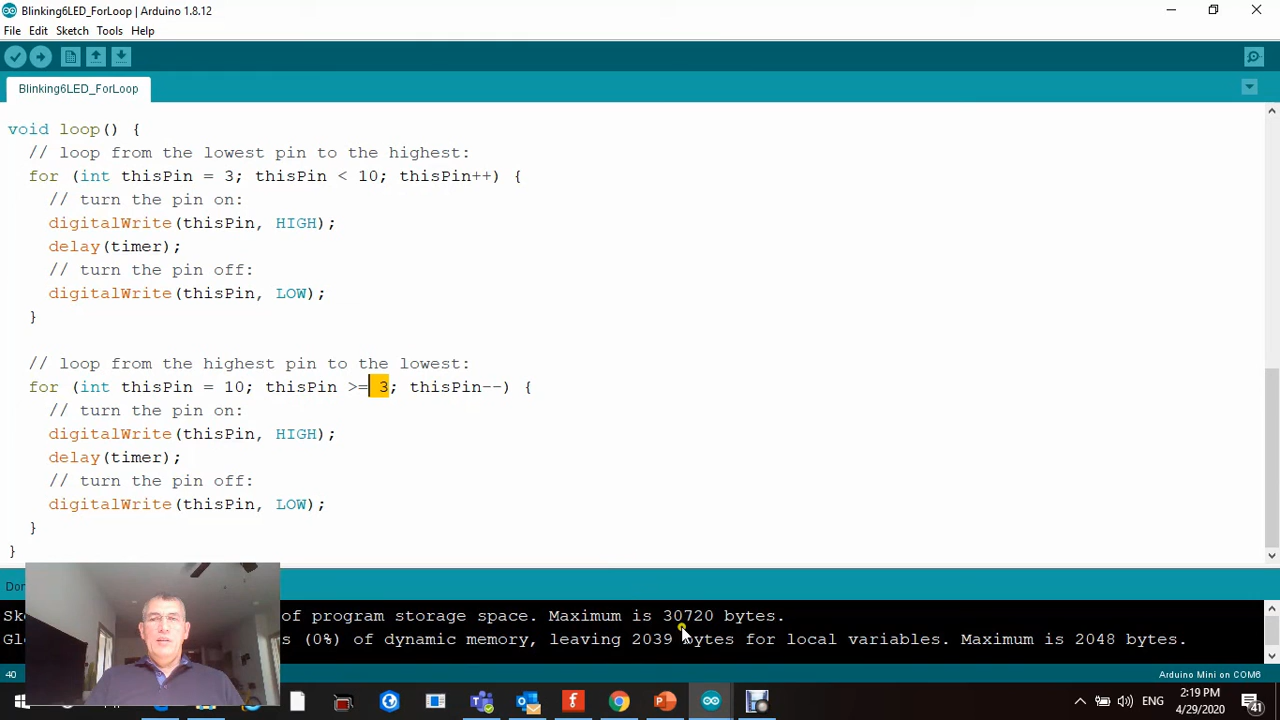 Blinking6LED_ForLoop | Arduino 1.8.12
File Edit Sketch Tools Help
Blinking6LED_ForLoop
void loop() {
// loop from the lowest pin to the highest:
for (int thisPin = 3; thisPin < 10; thisPin++) {
// turn the pin on:
digitalWrite(thisPin, HIGH);
delay(timer);
// turn the pin off:
digitalWrite(thisPin, LOW);
}
// loop from the highest pin to the lowest:
for (int thisPin = 10; thisPin >= 3; thisPin--) {
// turn the pin on:
digitalWrite(thisPin, HIGH);
delay(timer);
// turn the pin off:
digitalWrite(thisPin, LOW);
}
}
of program storage space. Maximum is 30720 bytes.
(0%) of dynamic memory, leaving 2039 bytes for local variables. Maximum is 2048 bytes.
40 Arduino Mini on COM6
ENG
2:19 PM
4/29/2020
41